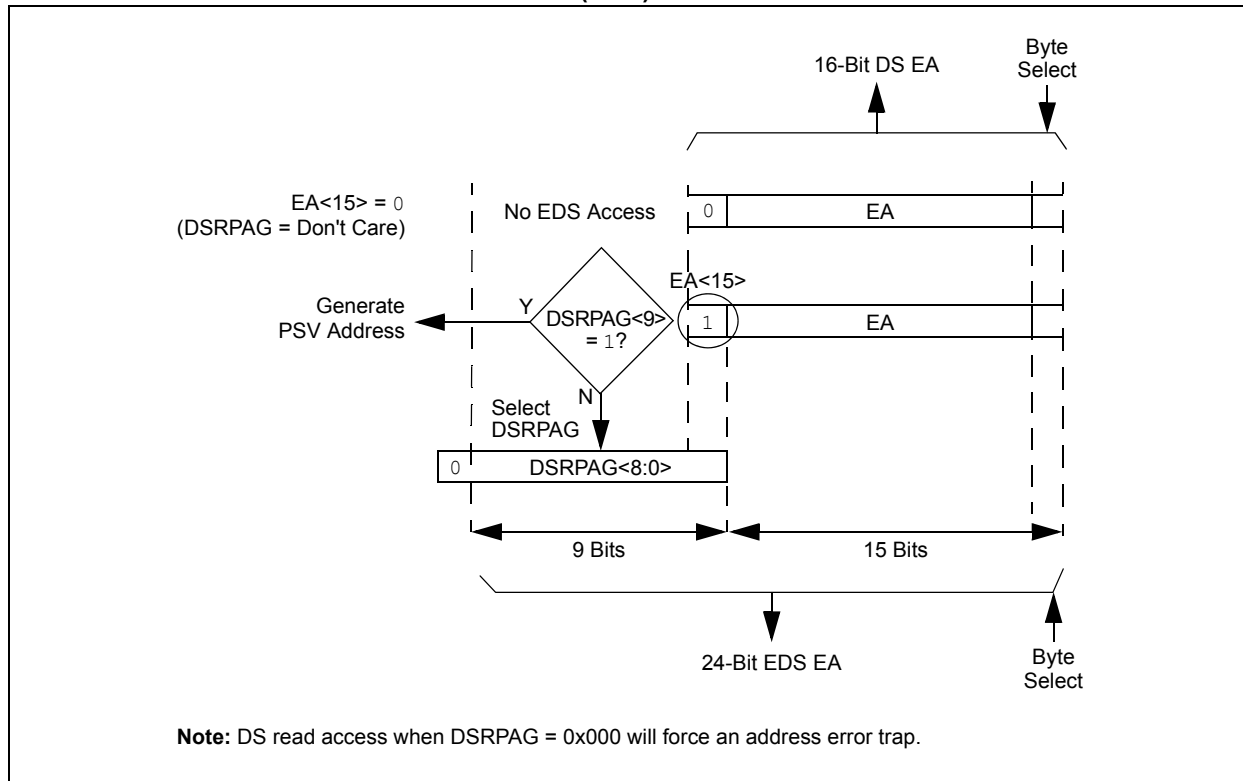 16-Bit DS EA
Byte
Select
EA<15> = 0
(DSRPAG = Don't Care)
No EDS Access
0
EA
EA<15>
Generate
PSV Address
Y
DSRPAG<9>
= 1?
1
EA
N
Select
DSRPAG
0
DSRPAG<8:0>
9 Bits
15 Bits
24-Bit EDS EA
Byte
Select
Note: DS read access when DSRPAG = 0x000 will force an address error trap.